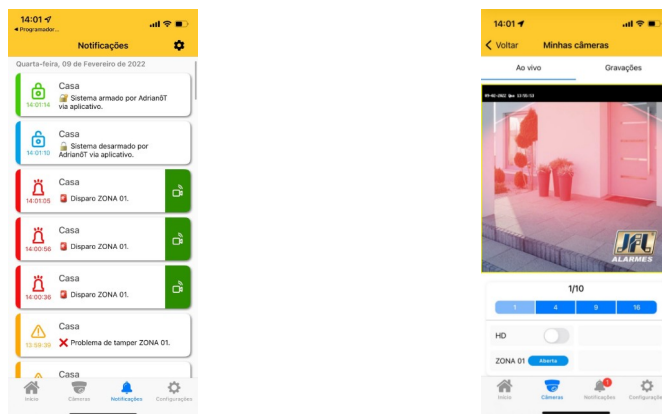 14:01
Programador...
Notificações
Quarta-feira, 09 de Fevereiro de 2022
Casa
Sistema armado por AdrianôT
via aplicativo.
14:01:14
Casa
Sistema desarmado por
AdrianôT via aplicativo.
14:01:10
Casa
Disparo ZONA 01.
14:01:05
Casa
Disparo ZONA 01.
14:00:56
Casa
Disparo ZONA 01.
14:00:36
Casa
Problema de tamper ZONA 01.
13:59:39
Casa
Início
Câmeras
Notificações
Configurações
14:01
Voltar
Minhas câmeras
Ao vivo
Gravações
JFL
ALARMES
1/10
1 4 9 16
HD
ZONA 01 Aberta
1
Início
Câmeras
Notificações